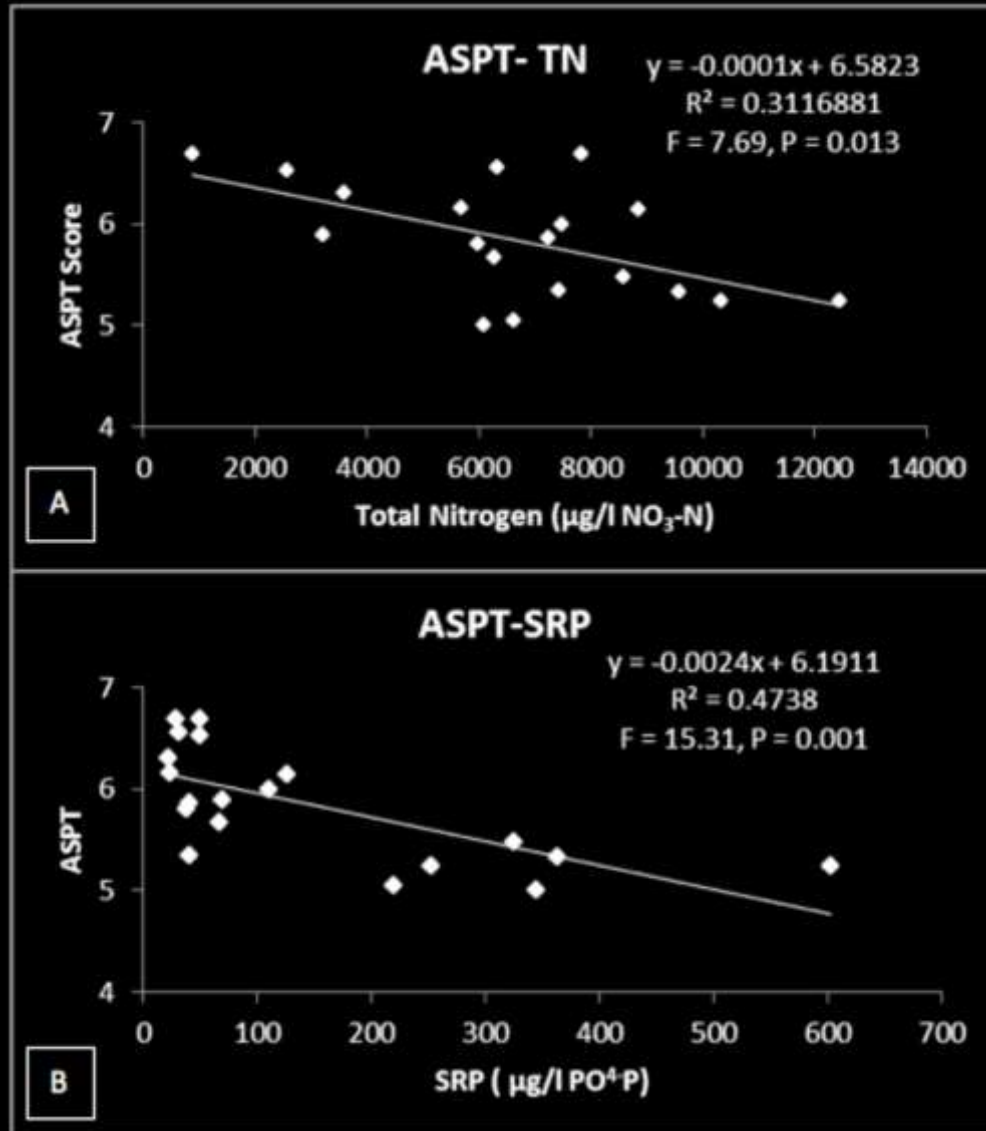 ASPT- TN
y = -0.0001x + 6.5823
R² = 0.3116881
F = 7.69, P = 0.013
7
6
5
4
ASPT Score
0 2000 4000 6000 8000 10000 12000 14000
Total Nitrogen (µg/l NO₃-N)
A
ASPT-SRP
y = -0.0024x + 6.1911
R² = 0.4738
F = 15.31, P = 0.001
7
6
5
4
ASPT
0 100 200 300 400 500 600 700
SRP ( µg/l PO⁴⁻P)
B